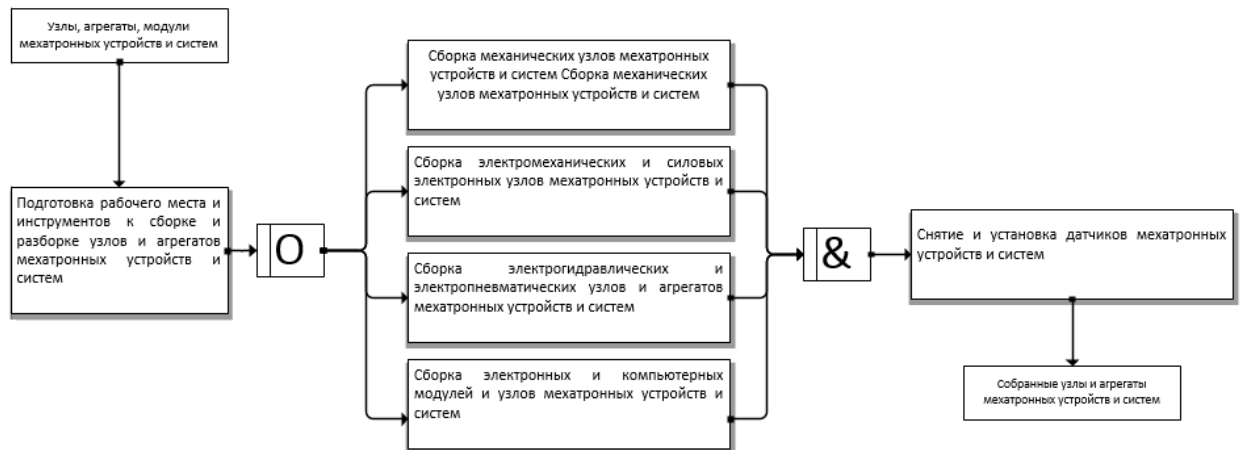 Узлы, агрегаты, модули
мехатронных устройств и систем
Подготовка рабочего места и
инструментов к сборке и
разборке узлов и агрегатов
мехатронных устройств и
систем
O
Сборка механических узлов мехатронных
устройств и систем Сборка механических
узлов мехатронных устройств и систем
Сборка электромеханических и силовых
электронных узлов мехатронных устройств и
систем
Сборка электрогидравлических и
электропневматических узлов и агрегатов
мехатронных устройств и систем
Сборка электронных и компьютерных
модулей и узлов мехатронных устройств и
систем
&
Снятие и установка датчиков мехатронных
устройств и систем
Собранные узлы и агрегаты
мехатронных устройств и систем